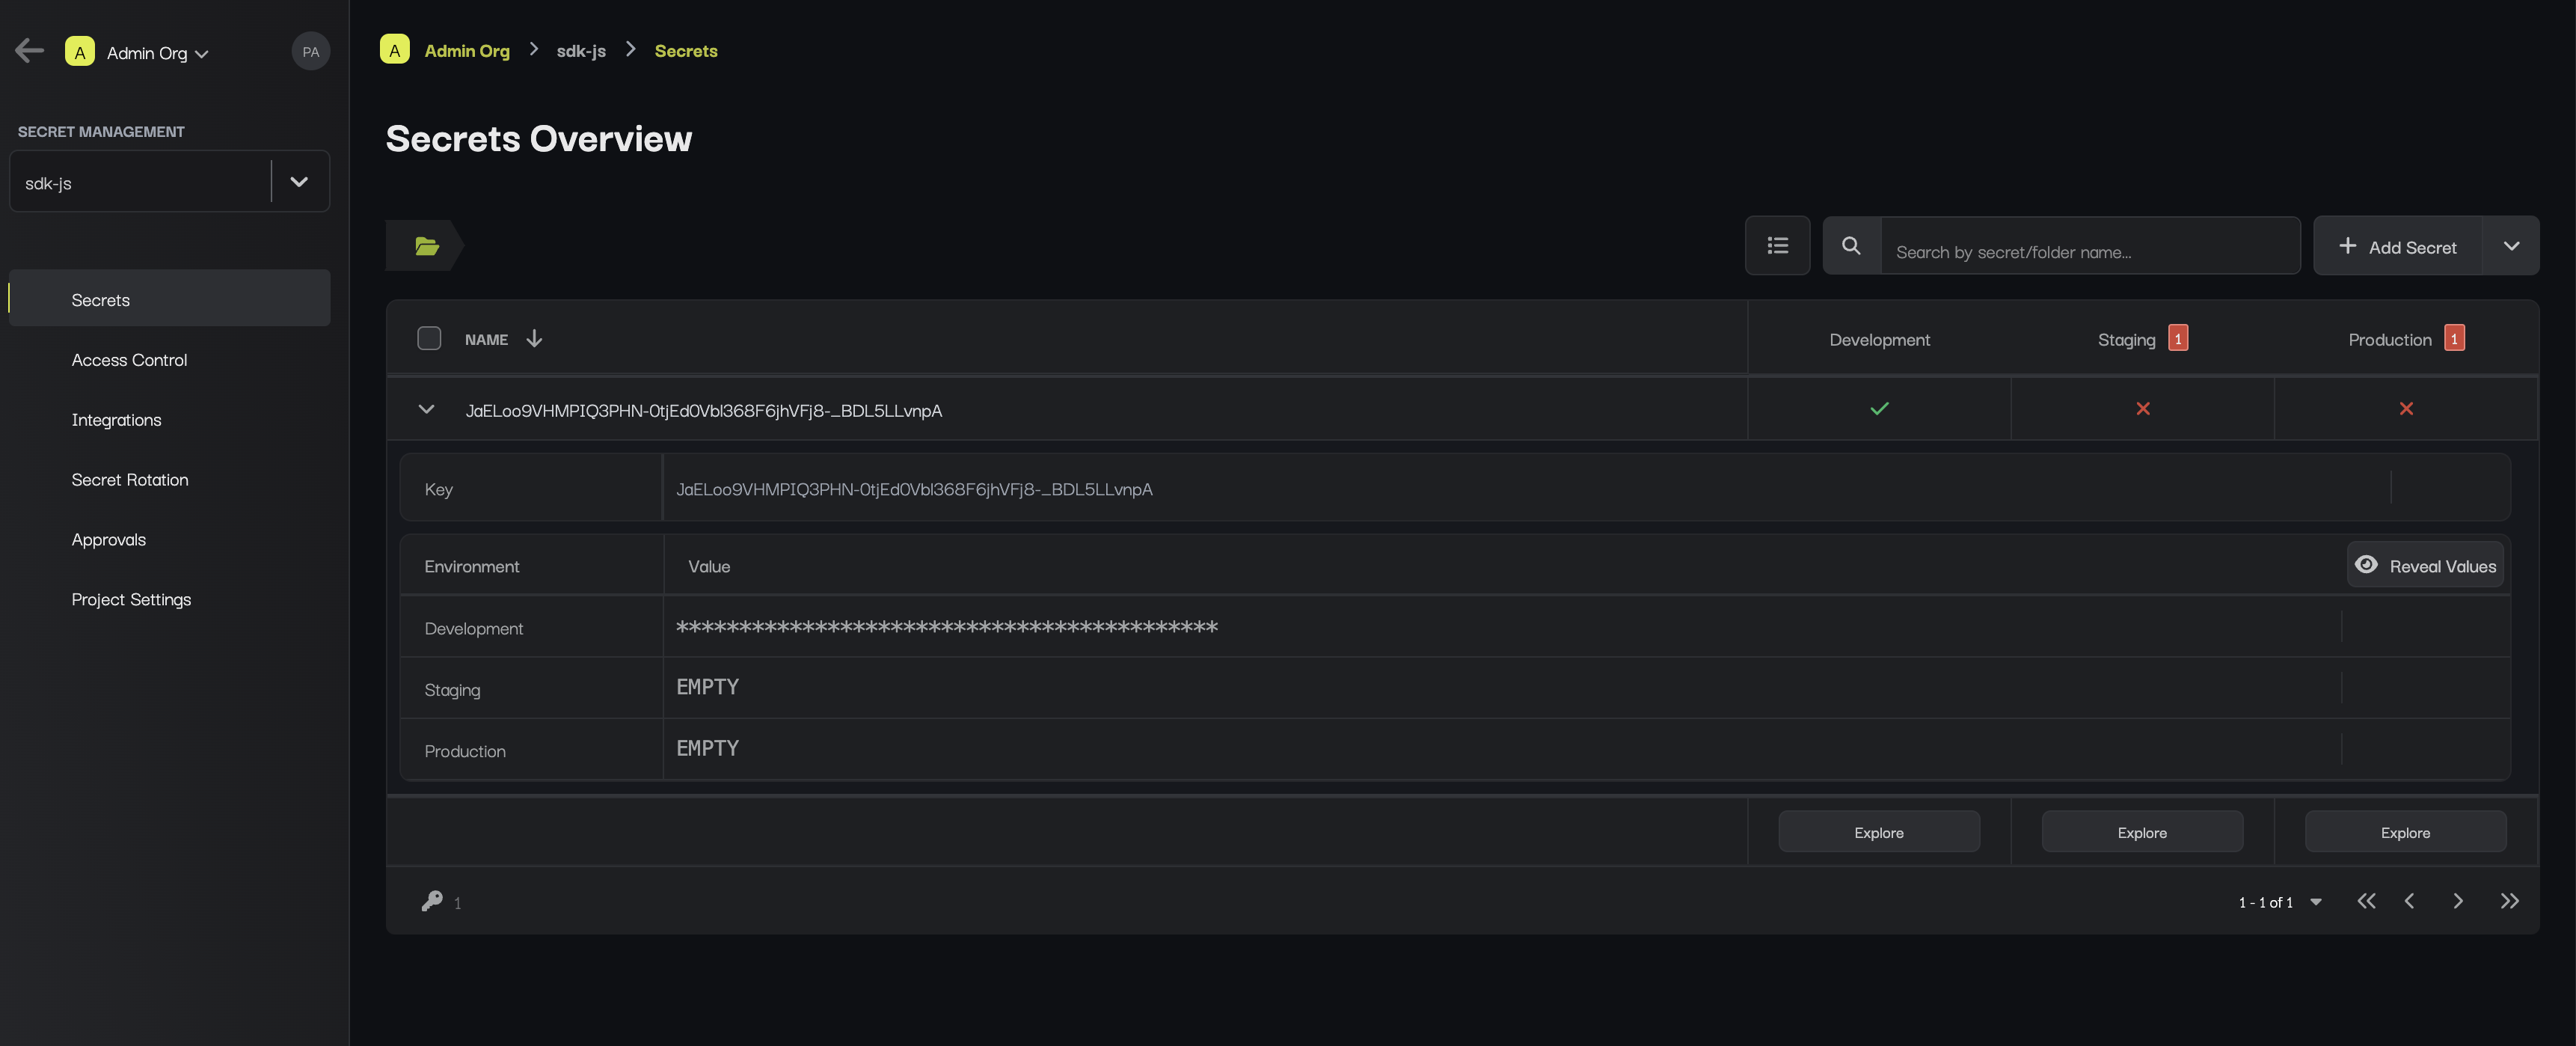 A Admin Org PA
SECRET MANAGEMENT
sdk-js
Secrets
Access Control
Integrations
Secret Rotation
Approvals
Project Settings
A Admin Org sdk-js Secrets
Secrets Overview
Search by secret/folder name...
Add Secret
NAME Development Staging 1 Production 1
JaELoo9VHMPIQ3PHN-0tjEd0Vbl368F6jhVFj8-_BDL5LLvnpA
Key JaELoo9VHMPIQ3PHN-0tjEd0Vbl368F6jhVFj8-_BDL5LLvnpA
Environment Value Reveal Values
Development *******************************************
Staging EMPTY
Production EMPTY
Explore Explore Explore
1 1 - 1 of 1